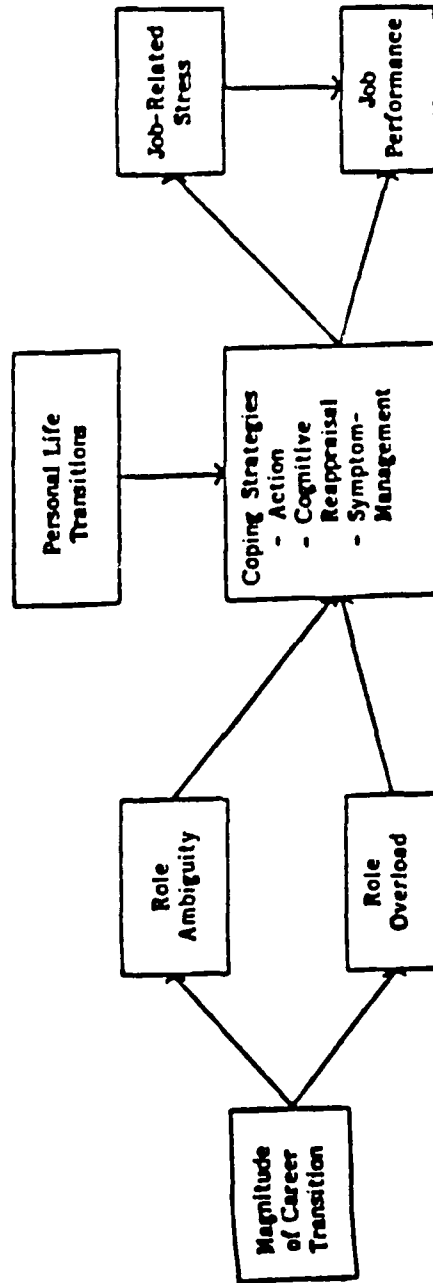 Magnitude
of Career
Transition
Role
Ambiguity
Role
Overload
Personal Life
Transitions
Coping Strategies
- Action
- Cognitive
Reappraisal
- Symptom-
Management
Job-Related
Stress
Job
Performance